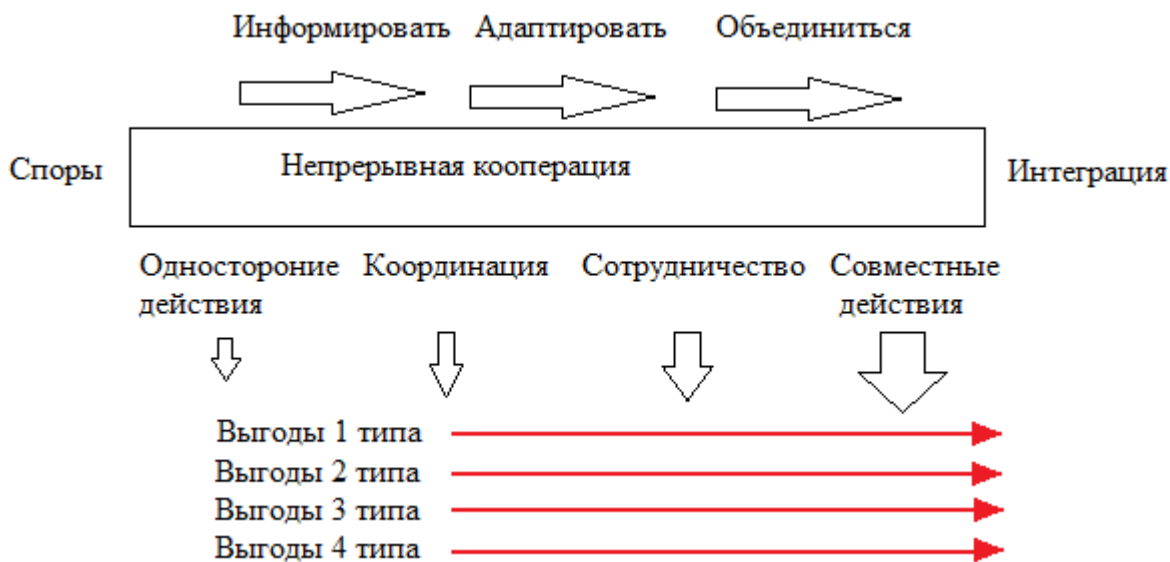 Информировать Адаптировать Объединиться
Споры Непрерывная кооперация Интеграция
Одностороние Координация Сотрудничество Совместные
действия действия
Выгоды 1 типа
Выгоды 2 типа
Выгоды 3 типа
Выгоды 4 типа